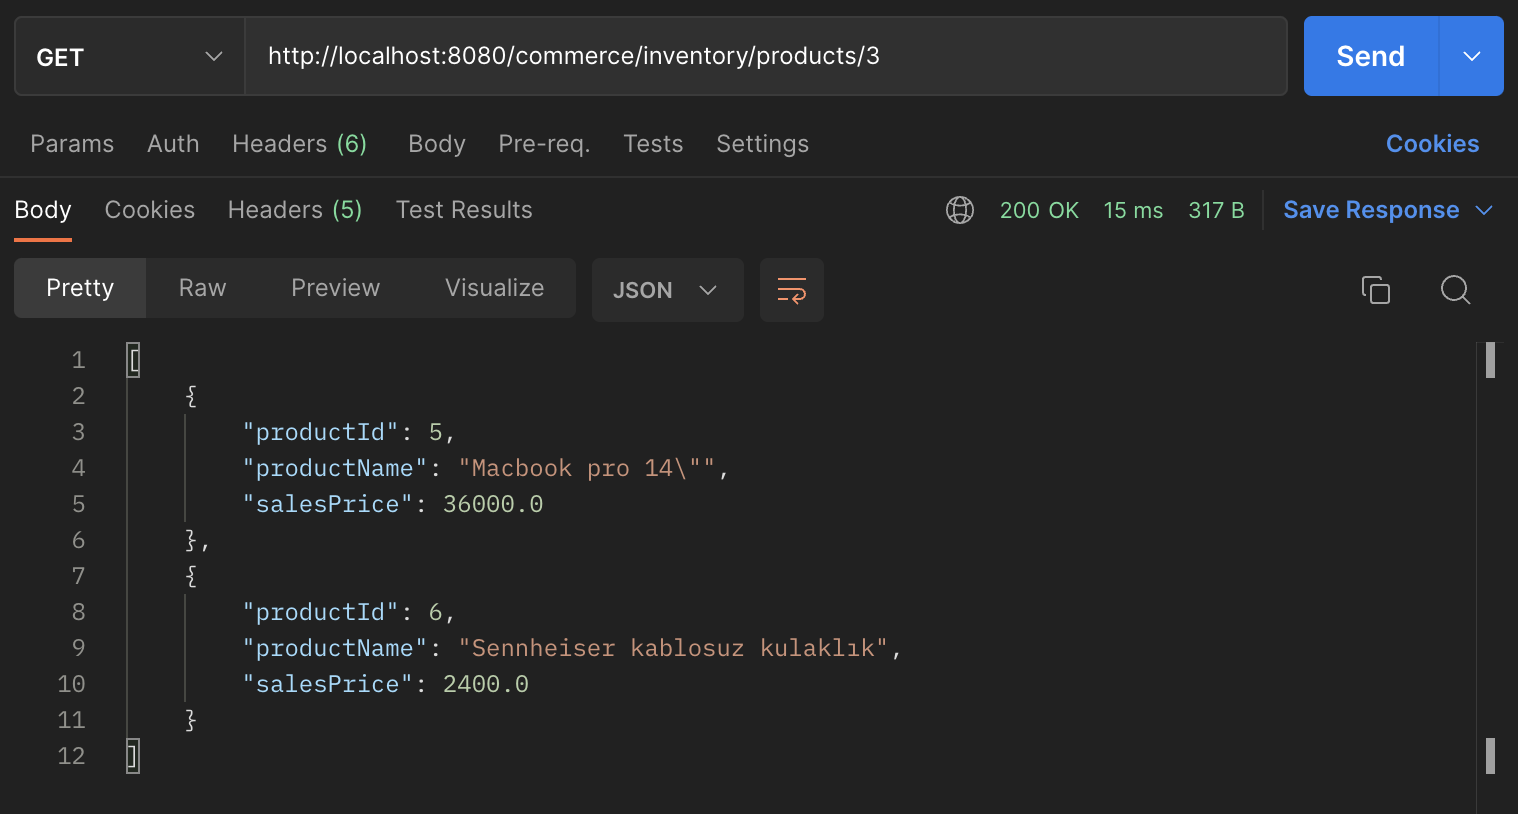 GET http://localhost:8080/commerce/inventory/products/3 Send
Params Auth Headers (6) Body Pre-req. Tests Settings Cookies
Body Cookies Headers (5) Test Results 200 OK 15 ms 317 B Save Response
Pretty Raw Preview Visualize JSON
1 [
2 {
3 "productId": 5,
4 "productName": "Macbook pro 14\"",
5 "salesPrice": 36000.0
6 },
7 {
8 "productId": 6,
9 "productName": "Sennheiser kablosuz kulaklık",
10 "salesPrice": 2400.0
11 }
12 ]